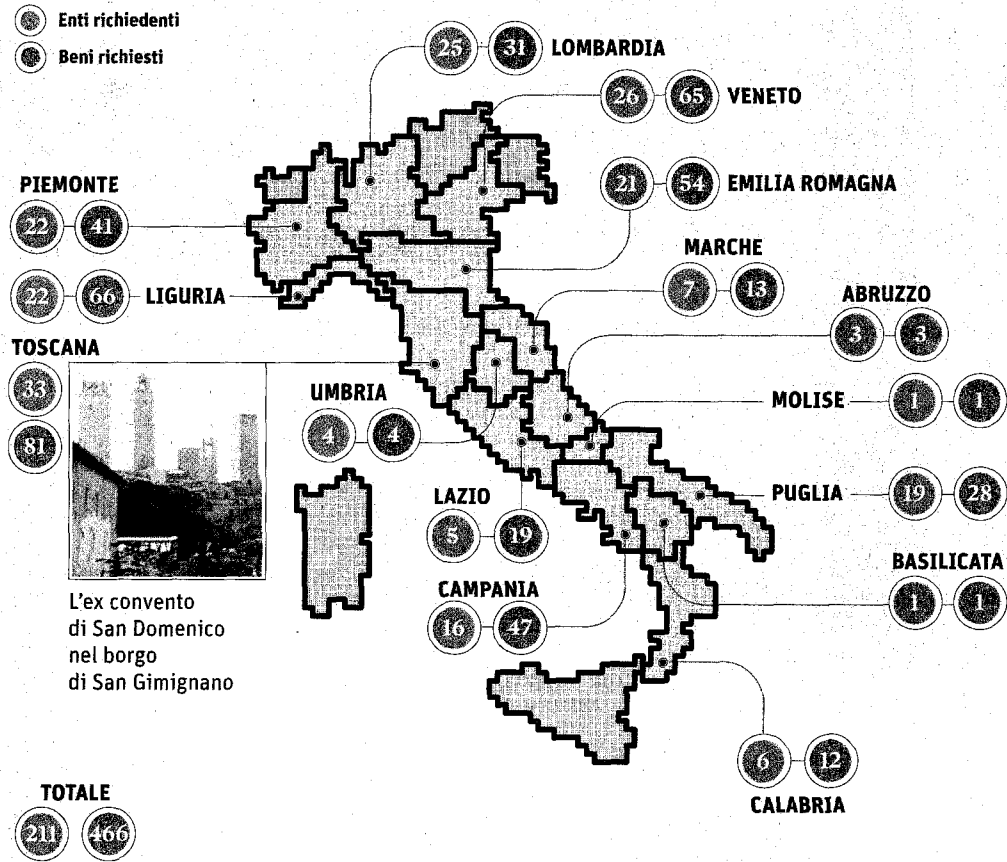 Enti richiedenti
Beni richiesti
25 31 LOMBARDIA
26 65 VENETO
PIEMONTE
22 41
21 54 EMILIA ROMAGNA
22 66 LIGURIA
MARCHE
7 13
ABRUZZO
3 3
TOSCANA
33
81
UMBRIA
4 4
MOLISE 1 1
LAZIO
5 19
PUGLIA 19 28
CAMPANIA
16 47
BASILICATA
1 1
L'ex convento
di San Domenico
nel borgo
di San Gimignano
6 12
CALABRIA
TOTALE
211 466